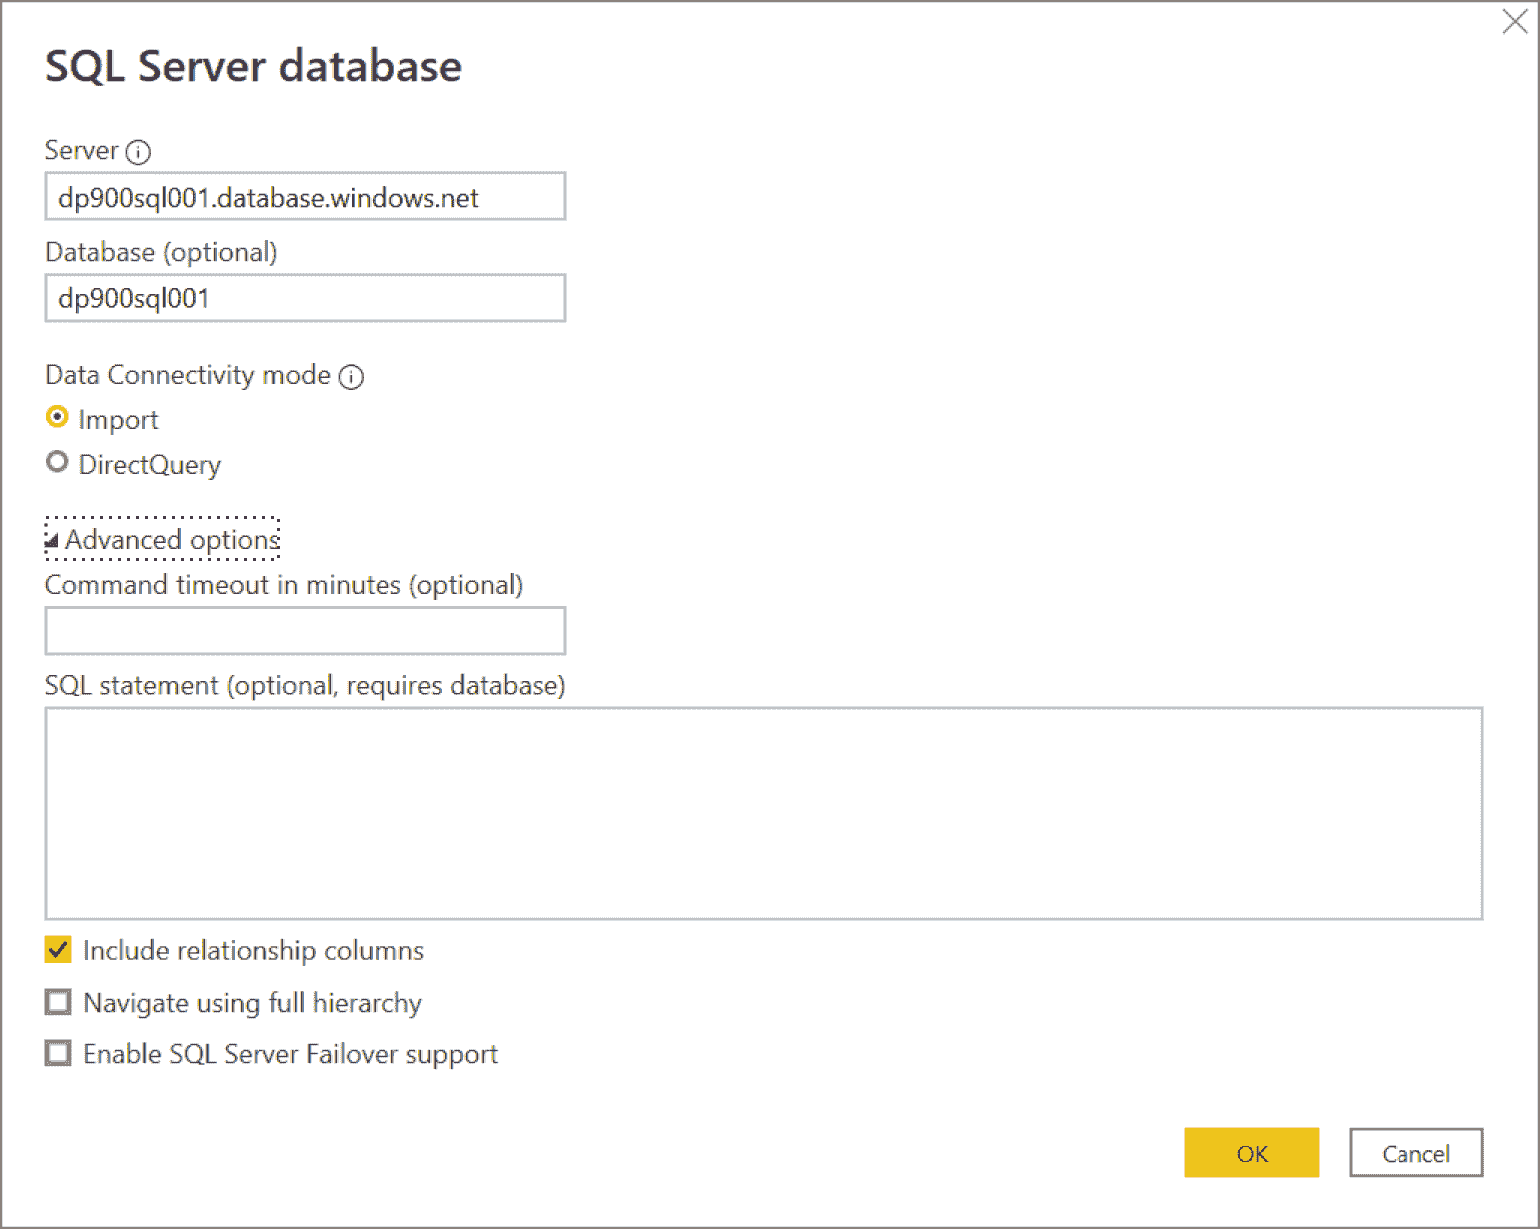 SQL Server database
Server
dp900sql001.database.windows.net
Database (optional)
dp900sql001
Data Connectivity mode
Import
DirectQuery
Advanced options
Command timeout in minutes (optional)
SQL statement (optional, requires database)
Include relationship columns
Navigate using full hierarchy
Enable SQL Server Failover support
OK Cancel